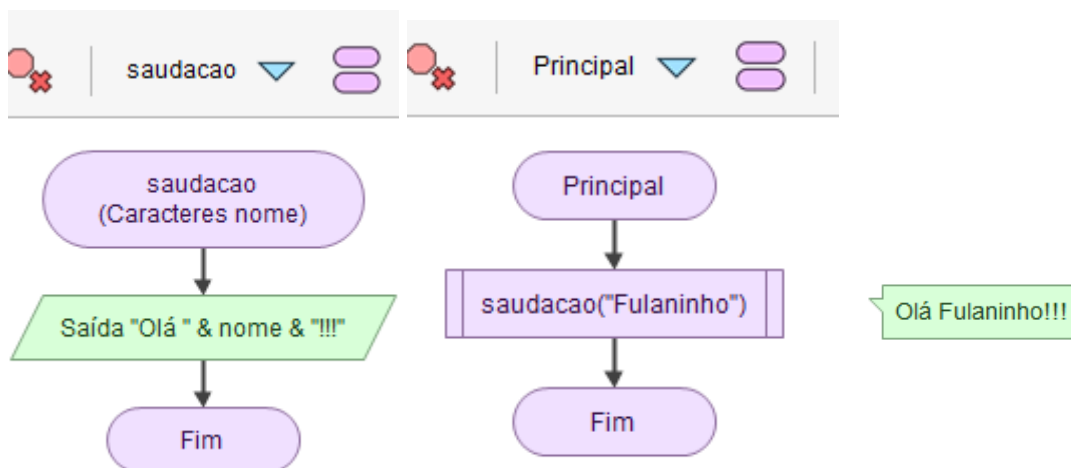 saudacao
Principal
saudacao
(Caracteres nome)
Saída "Olá " & nome & "!!!"
Fim
Principal
saudacao("Fulaninho")
Fim
Olá Fulaninho!!!